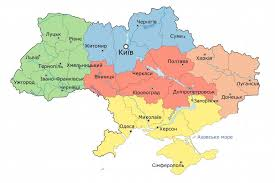 Чернігів
Луцьк
Рівне
Житомир
Київ
Суми
Львів
Тернопіль
Хмельницький
Полтава
Харків
Вінниця
Черкаси
Луганськ
Івано-Франківськ
Ужгород
Чернівці
Кіровоград
Дніпропетровськ
Донецьк
Запоріжжя
Миколаїв
Одеса
Херсон
Азовське море
Сімферополь